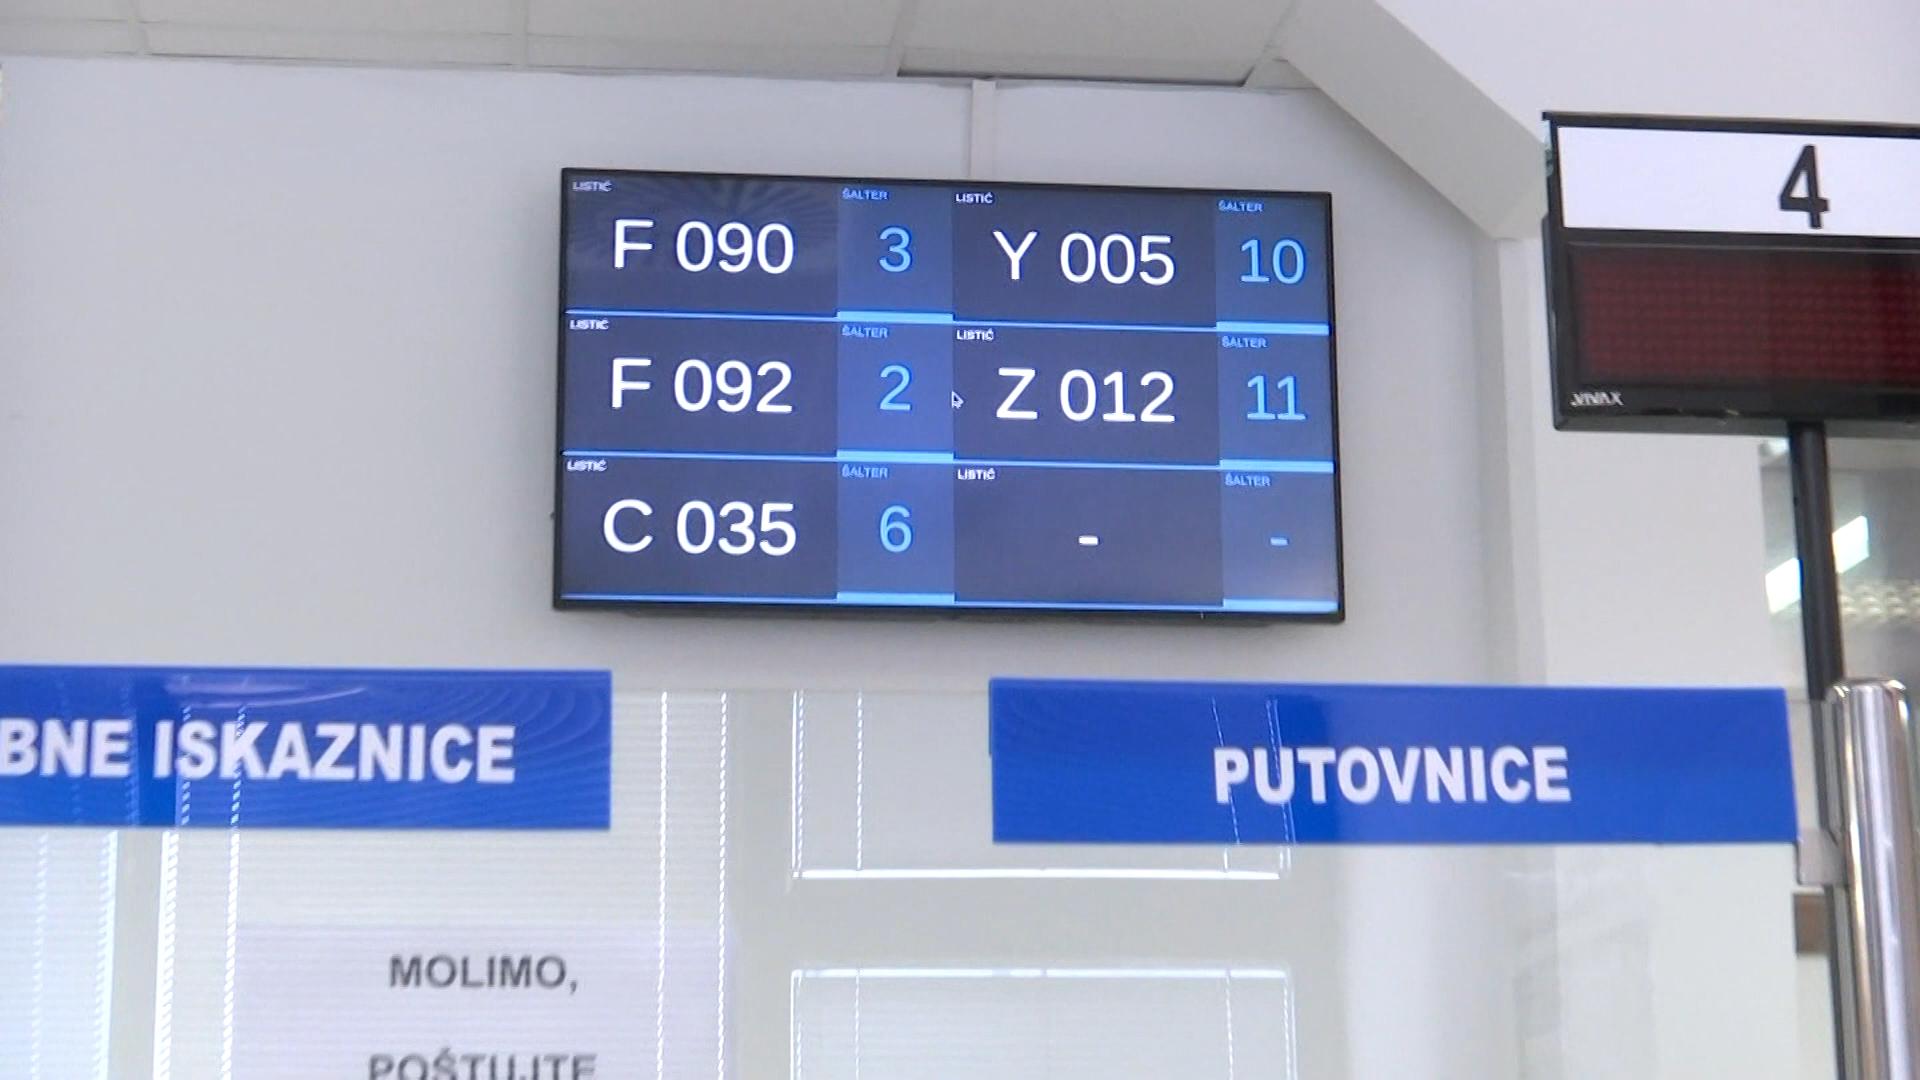 LISTIĆ ŠALTER LISTIĆ ŠALTER
F 090 3 Y 005 10
LISTIĆ ŠALTER LISTIĆ ŠALTER
F 092 2 Z 012 11
LISTIĆ ŠALTER LISTIĆ ŠALTER
C 035 6 - -
4
VIVAX
BNE ISKAZNICE
PUTOVNICE
MOLIMO,
POŠTUJTE